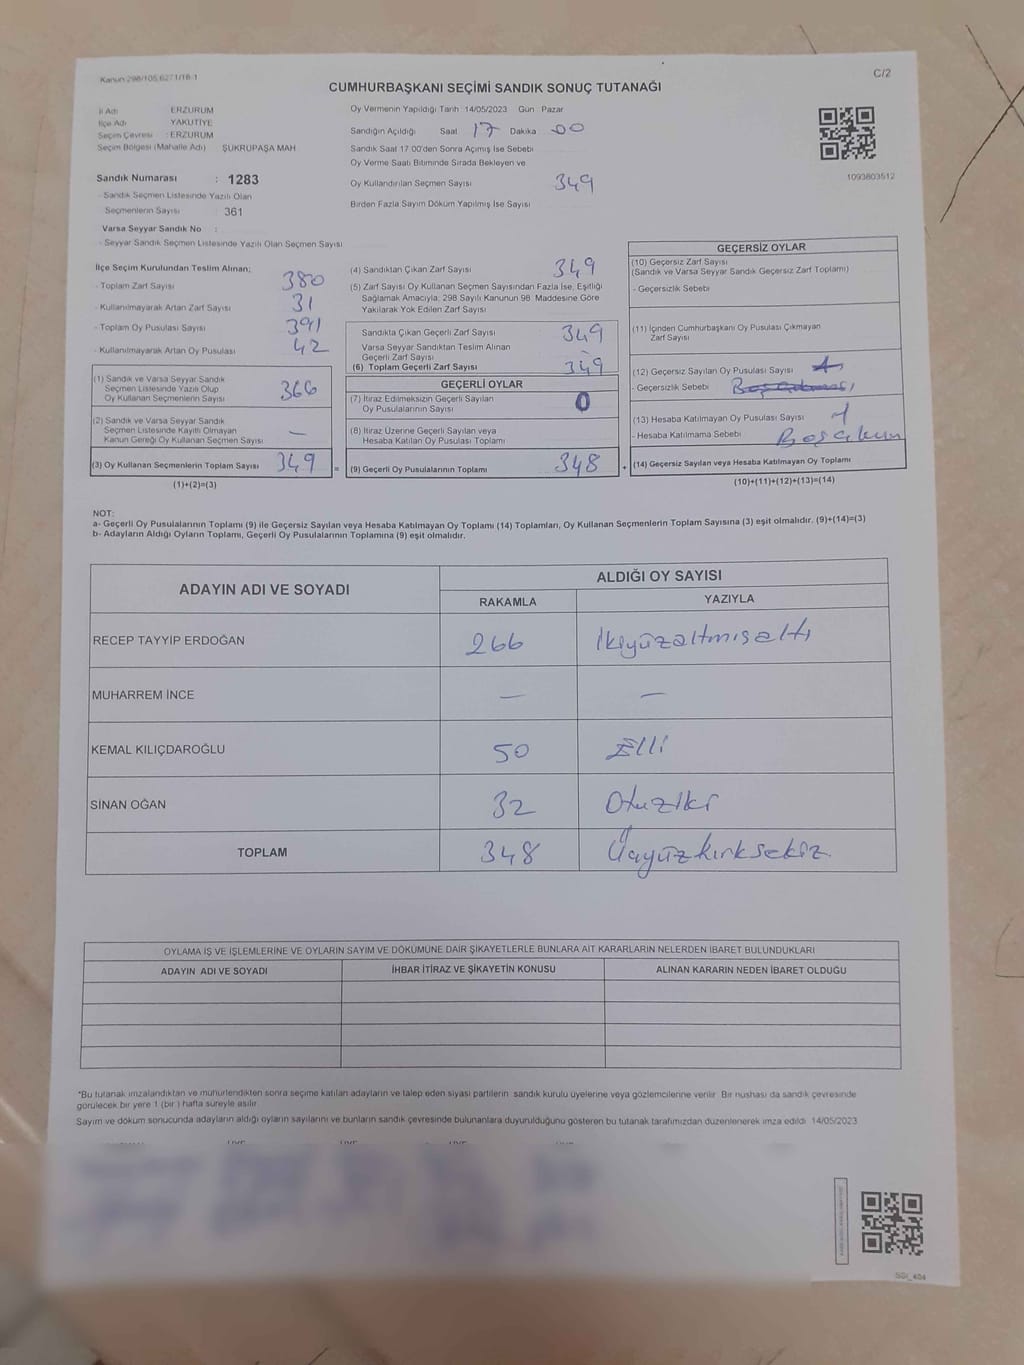 Kanun:298/105,6271/16-1
C/2
CUMHURBAŞKANI SEÇİMİ SANDIK SONUÇ TUTANAĞI
İl Adı : ERZURUM
İlçe Adı : YAKUTİYE
Seçim Çevresi : ERZURUM
Seçim Bölgesi (Mahalle Adı) : ŞÜKRÜPAŞA MAH
Sandık Numarası : 1283
- Sandık Seçmen Listesinde Yazılı Olan
Seçmenlerin Sayısı : 361
Varsa Seyyar Sandık No :
- Seyyar Sandık Seçmen Listesinde Yazılı Olan Seçmen Sayısı
Oy Vermenin Yapıldığı Tarih 14/05/2023 Gün Pazar
Sandığın Açıldığı Saat 17 Dakika 00
Sandık Saat 17.00'den Sonra Açımış İse Sebebi
Oy Verme Saati Bitiminde Sırada Bekleyen ve
Oy Kullandırılan Seçmen Sayısı 349
Birden Fazla Sayım Döküm Yapılmış İse Sayısı
1093803512
İlçe Seçim Kurulundan Teslim Alınan;
- Toplam Zarf Sayısı 380
- Kullanılmayarak Artan Zarf Sayısı 31
- Toplam Oy Pusulası Sayısı 391
- Kullanılmayarak Artan Oy Pusulası 42
(1) Sandık ve Varsa Seyyar Sandık
Seçmen Listesinde Yazılı Olup
Oy Kullanan Seçmenlerin Sayısı 366
(2) Sandık ve Varsa Seyyar Sandık
Seçmen Listesinde Kayıtlı Olmayan
Kanun Gereği Oy Kullanan Seçmen Sayısı —
(3) Oy Kullanan Seçmenlerin Toplam Sayısı 349 =
(1)+(2)=(3)
(4) Sandıktan Çıkan Zarf Sayısı 349
(5) Zarf Sayısı Oy Kullanan Seçmen Sayısından Fazla İse, Eşitliği
Sağlamak Amacıyla, 298 Sayılı Kanunun 98. Maddesine Göre
Yakılarak Yok Edilen Zarf Sayısı
Sandıkta Çıkan Geçerli Zarf Sayısı 349
Varsa Seyyar Sandıktan Teslim Alınan
Geçerli Zarf Sayısı
(6) Toplam Geçerli Zarf Sayısı 349
GEÇERLİ OYLAR
(7) İtiraz Edilmeksizin Geçerli Sayılan
Oy Pusulalarının Sayısı 0
(8) İtiraz Üzerine Geçerli Sayılan veya
Hesaba Katılan Oy Pusulası Toplamı
(9) Geçerli Oy Pusulalarının Toplamı 348 +
GEÇERSİZ OYLAR
(10) Geçersiz Zarf Sayısı
(Sandık ve Varsa Seyyar Sandık Geçersiz Zarf Toplamı)
- Geçersizlik Sebebi
(11) İçinden Cumhurbaşkanı Oy Pusulası Çıkmayan
Zarf Sayısı
(12) Geçersiz Sayılan Oy Pusulası Sayısı
- Geçersizlik Sebebi
(13) Hesaba Katılmayan Oy Pusulası Sayısı 1
- Hesaba Katılmama Sebebi
(14) Geçersiz Sayılan veya Hesaba Katılmayan Oy Toplamı
(10)+(11)+(12)+(13)=(14)
NOT:
a- Geçerli Oy Pusulalarının Toplamı (9) ile Geçersiz Sayılan veya Hesaba Katılmayan Oy Toplamı (14) Toplamları, Oy Kullanan Seçmenlerin Toplam Sayısına (3) eşit olmalıdır. (9)+(14)=(3)
b- Adayların Aldığı Oyların Toplamı, Geçerli Oy Pusulalarının Toplamına (9) eşit olmalıdır.
ADAYIN ADI VE SOYADI
ALDIĞI OY SAYISI
RAKAMLA YAZIYLA
RECEP TAYYİP ERDOĞAN 266 İkiyüzaltmışaltı
MUHARREM İNCE — —
KEMAL KILIÇDAROĞLU 50 Elli
SİNAN OĞAN 32 Otuziki
TOPLAM 348 Üçyüzkırksekiz
OYLAMA İŞ VE İŞLEMLERİNE VE OYLARIN SAYIM VE DÖKÜMÜNE DAİR ŞİKAYETLERLE BUNLARA AİT KARARLARIN NELERDEN İBARET BULUNDUKLARI
ADAYIN ADI VE SOYADI İHBAR İTİRAZ VE ŞİKAYETİN KONUSU ALINAN KARARIN NEDEN İBARET OLDUĞU
*Bu tutanak imzalandıktan ve mühürlendikten sonra seçime katılan adayların ve talep eden siyasi partilerin sandık kurulu üyelerine veya gözlemcilerine verilir. Bir nüshası da sandık çevresinde
görülecek bir yere 1 (bir) hafta süreyle asılır.
Sayım ve döküm sonucunda adayların aldığı oyların sayılarını ve bunların sandık çevresinde bulunanlara duyurulduğunu gösteren bu tutanak tarafımızdan düzenlenerek imza edildi. 14/05/2023